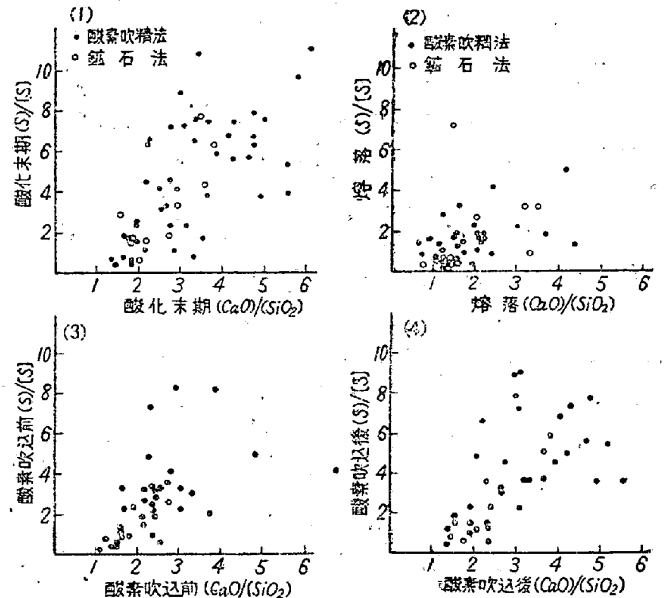 (1)
• 酸素吹精法
○ 鉱石法
酸化末期(S)/[S]
10
8
6
4
2
1 2 3 4 5 6
酸化末期(CaO)/(SiO2)
(2)
• 酸素吹精法
○ 鉱石法
熔落(S)/[S]
10
8
6
4
2
1 2 3 4 5 6
熔落(CaO)/(SiO2)
(3)
酸素吹込前(S)/[S]
8
6
4
2
1 2 3 4 5 6
酸素吹込前(CaO/(SiO2)
(4)
酸素吹込後(S)/[S]
10
8
6
4
2
1 2 3 4 5 6
酸素吹込後(CaO)/(SiO2)